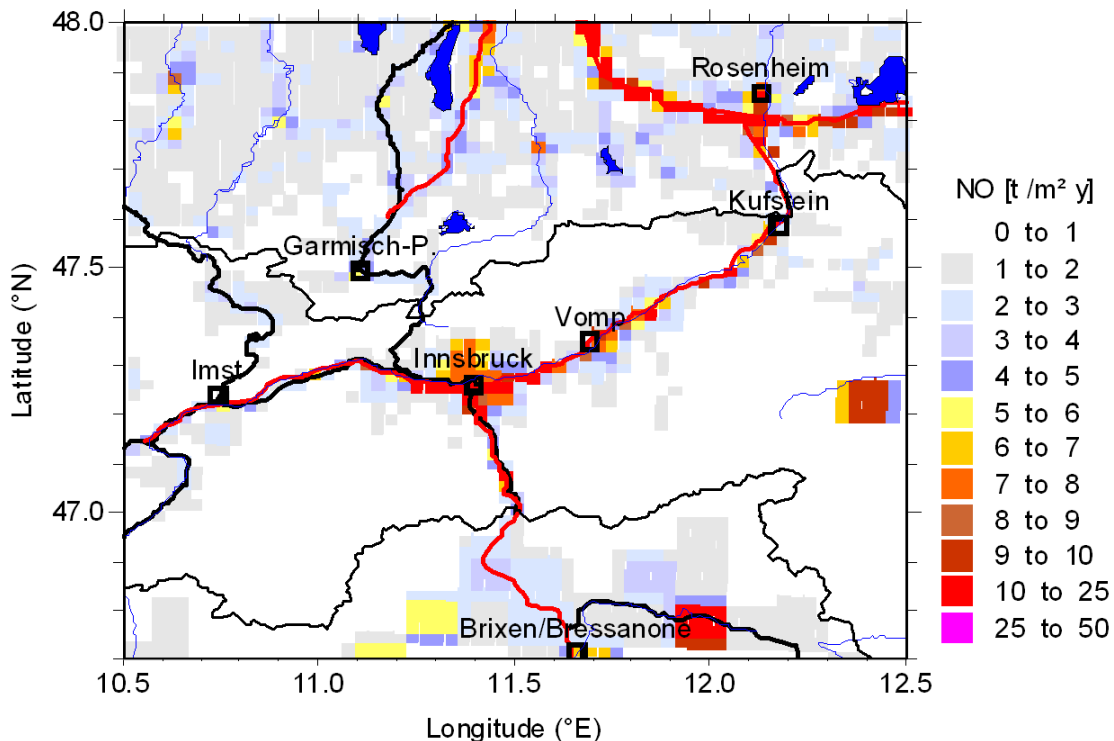 48.0
Rosenheim
Kufstein
NO [t /m² y]
0 to 1
Garmisch-P.
47.5
1 to 2
2 to 3
Vomp
3 to 4
Innsbruck
Imst
4 to 5
Latitude (°N)
5 to 6
6 to 7
7 to 8
47.0
8 to 9
9 to 10
10 to 25
Brixen/Bressanone
25 to 50
10.5 11.0 11.5 12.0 12.5
Longitude (°E)